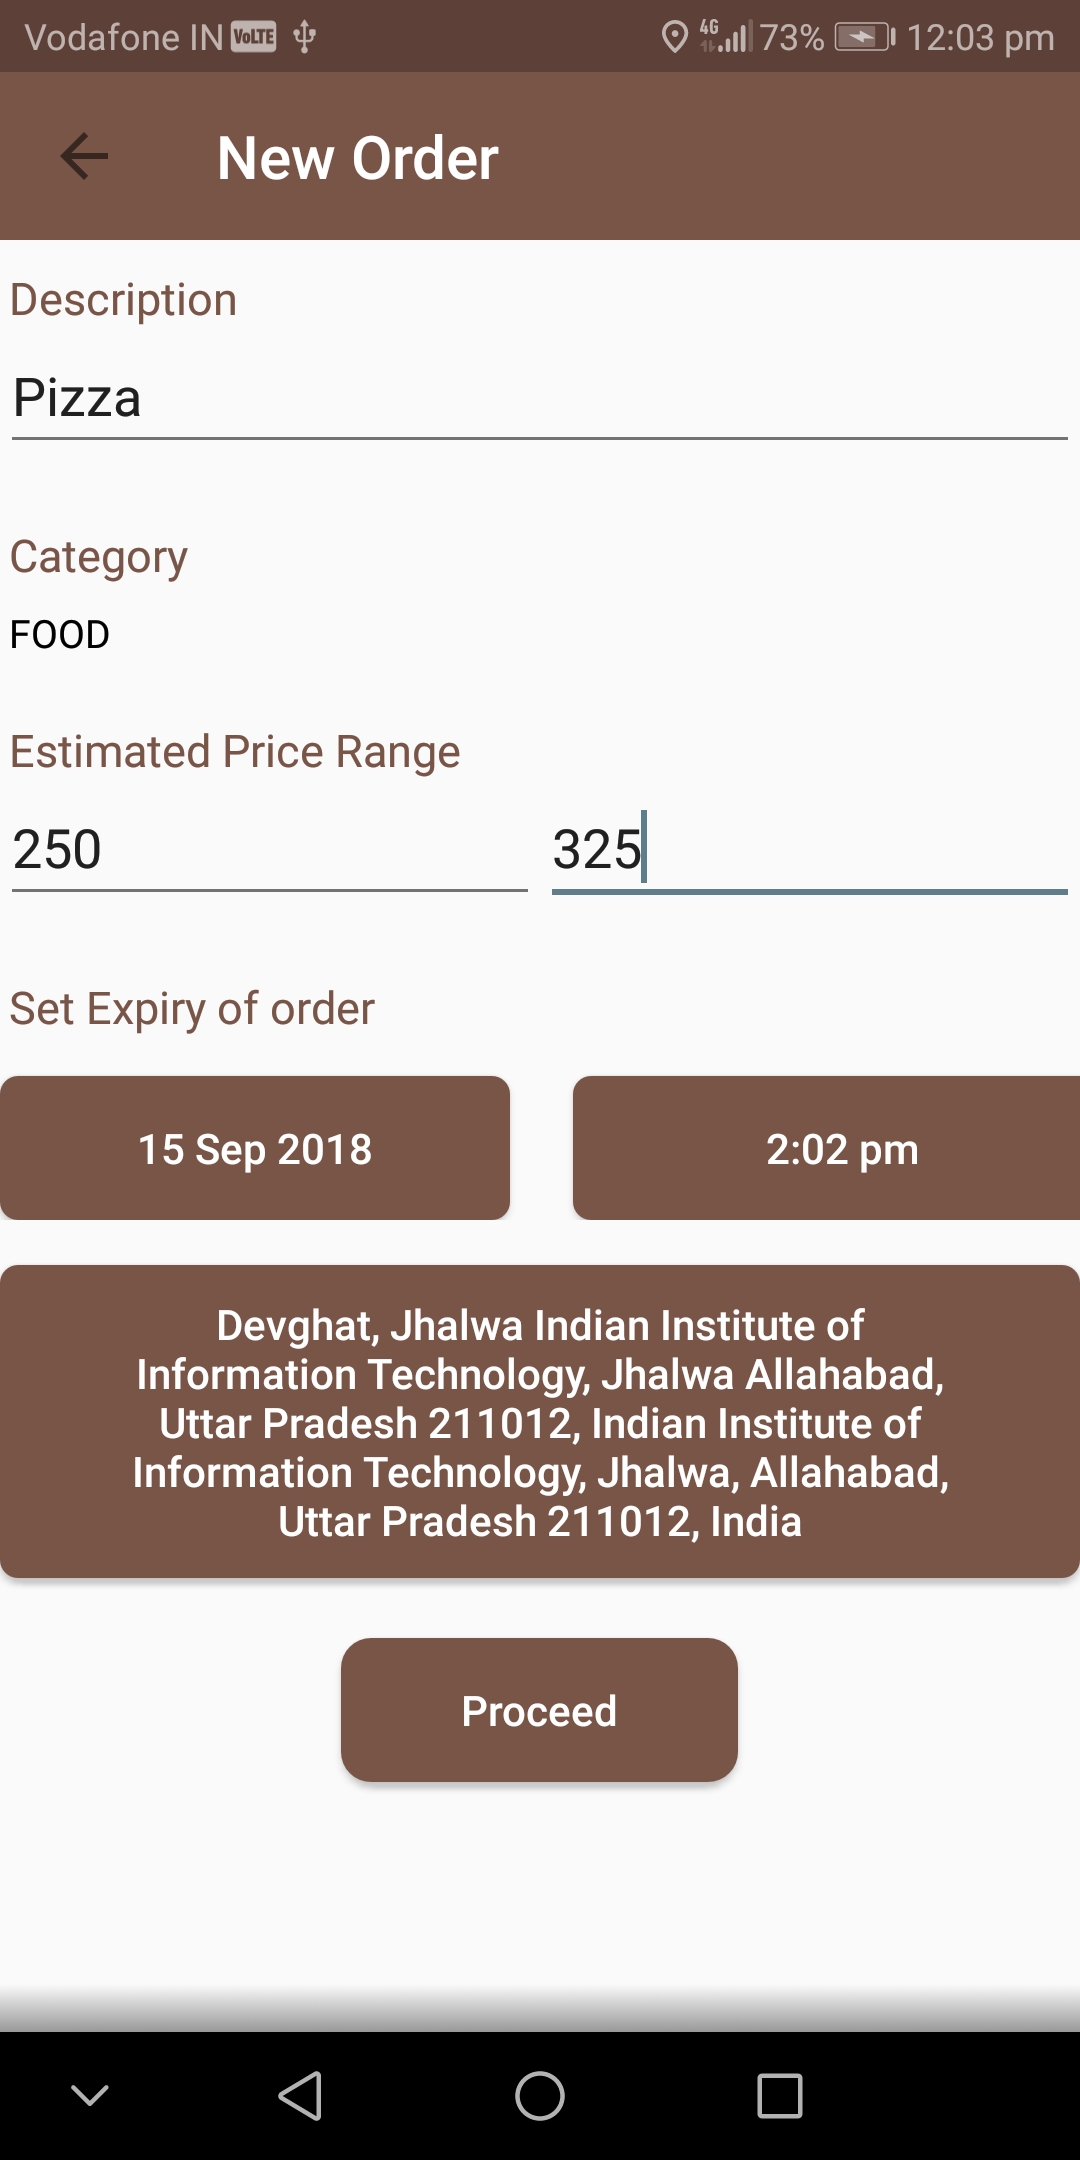 Vodafone IN VoLTE 4G 73% 12:03 pm
New Order
Description
Pizza
Category
FOOD
Estimated Price Range
250 325
Set Expiry of order
15 Sep 2018 2:02 pm
Devghat, Jhalwa Indian Institute of
Information Technology, Jhalwa Allahabad,
Uttar Pradesh 211012, Indian Institute of
Information Technology, Jhalwa, Allahabad,
Uttar Pradesh 211012, India
Proceed